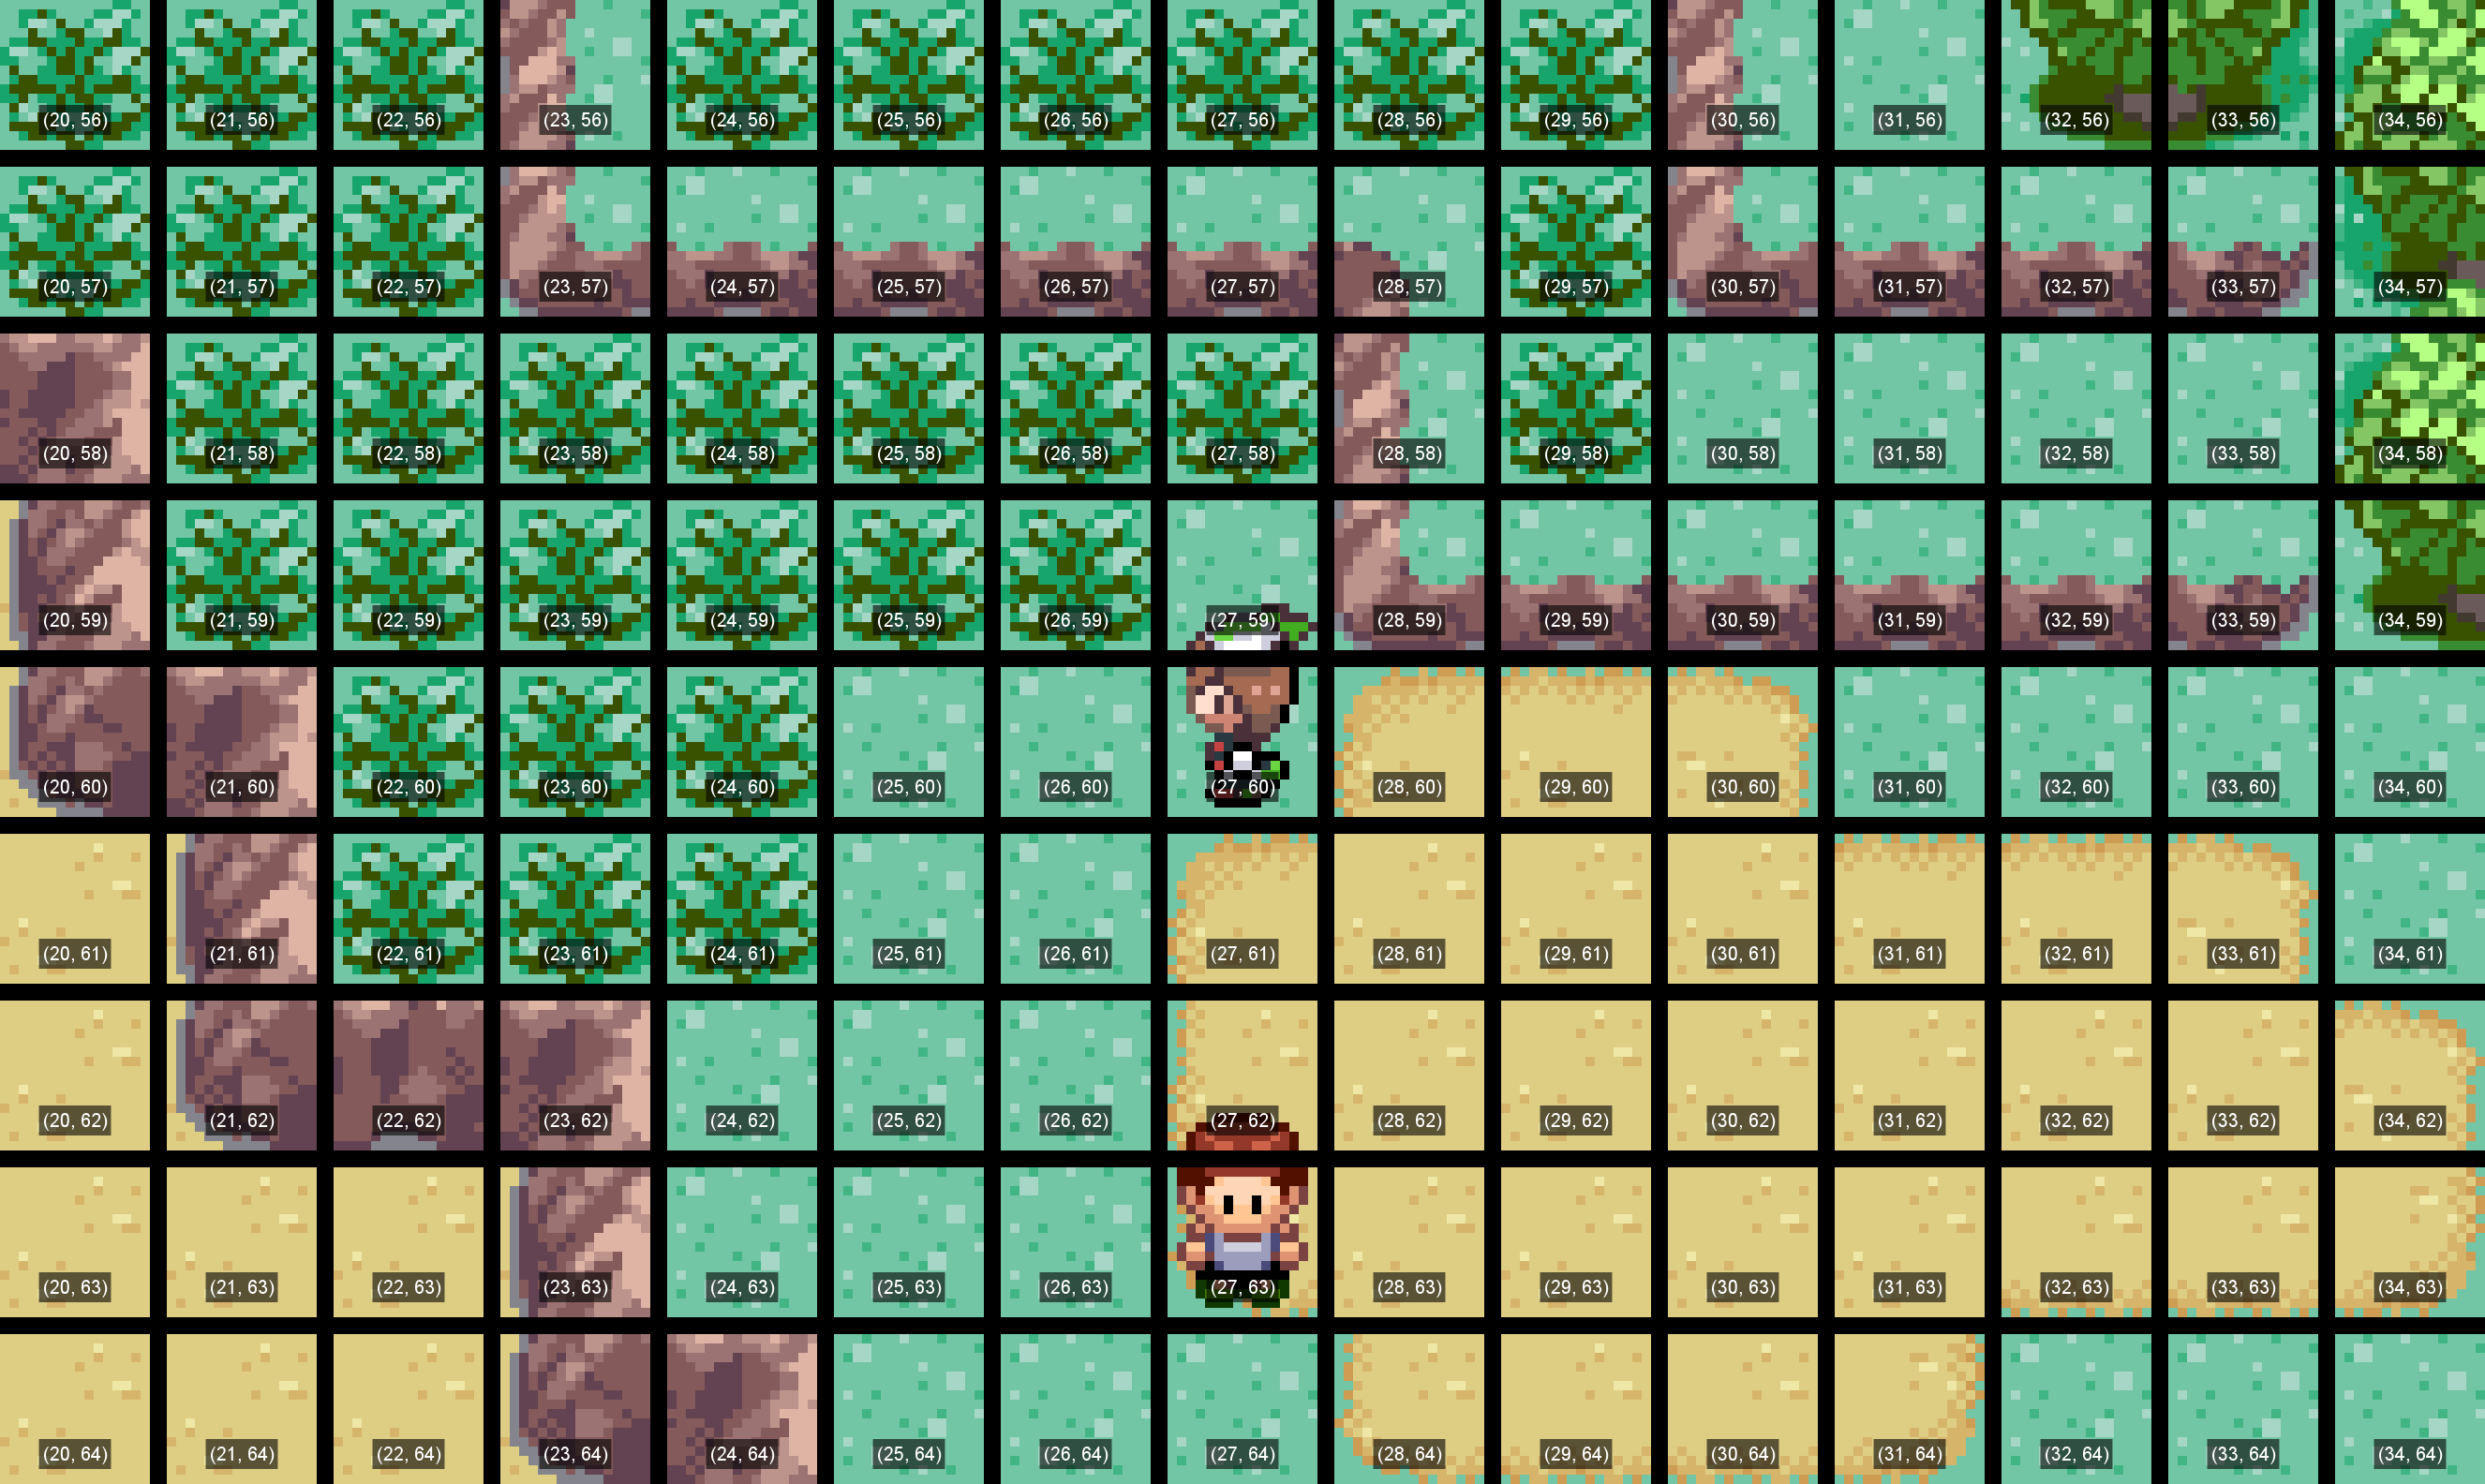 (20, 56) (21, 56) (22, 56) (23, 56) (24, 56) (25, 56) (26, 56) (27, 56) (28, 56) (29, 56) (30, 56) (31, 56) (32, 56) (33, 56) (34, 56)
(20, 57) (21, 57) (22, 57) (23, 57) (24, 57) (25, 57) (26, 57) (27, 57) (28, 57) (29, 57) (30, 57) (31, 57) (32, 57) (33, 57) (34, 57)
(20, 58) (21, 58) (22, 58) (23, 58) (24, 58) (25, 58) (26, 58) (27, 58) (28, 58) (29, 58) (30, 58) (31, 58) (32, 58) (33, 58) (34, 58)
(20, 59) (21, 59) (22, 59) (23, 59) (24, 59) (25, 59) (26, 59) (27, 59) (28, 59) (29, 59) (30, 59) (31, 59) (32, 59) (33, 59) (34, 59)
(20, 60) (21, 60) (22, 60) (23, 60) (24, 60) (25, 60) (26, 60) (27, 60) (28, 60) (29, 60) (30, 60) (31, 60) (32, 60) (33, 60) (34, 60)
(20, 61) (21, 61) (22, 61) (23, 61) (24, 61) (25, 61) (26, 61) (27, 61) (28, 61) (29, 61) (30, 61) (31, 61) (32, 61) (33, 61) (34, 61)
(20, 62) (21, 62) (22, 62) (23, 62) (24, 62) (25, 62) (26, 62) (27, 62) (28, 62) (29, 62) (30, 62) (31, 62) (32, 62) (33, 62) (34, 62)
(20, 63) (21, 63) (22, 63) (23, 63) (24, 63) (25, 63) (26, 63) (27, 63) (28, 63) (29, 63) (30, 63) (31, 63) (32, 63) (33, 63) (34, 63)
(20, 64) (21, 64) (22, 64) (23, 64) (24, 64) (25, 64) (26, 64) (27, 64) (28, 64) (29, 64) (30, 64) (31, 64) (32, 64) (33, 64) (34, 64)